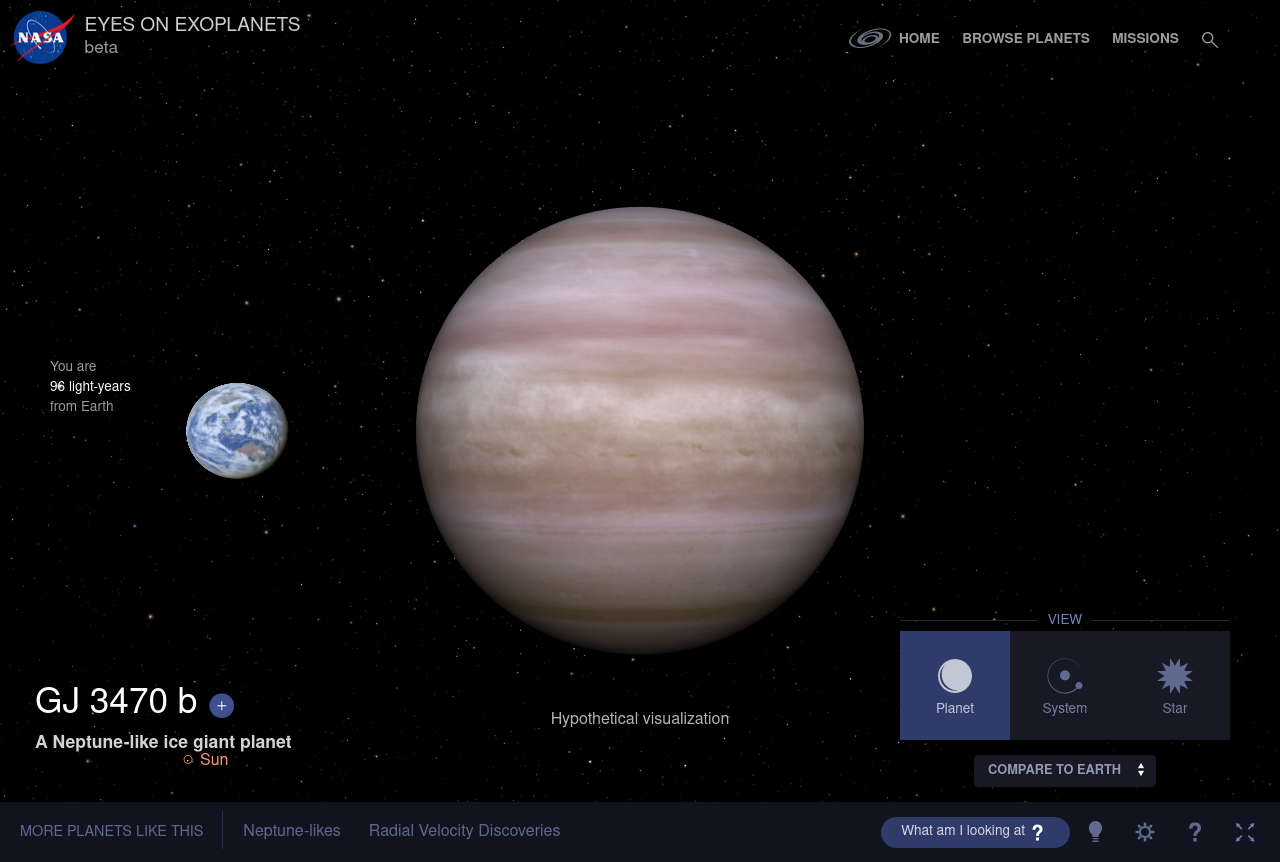 NASA
EYES ON EXOPLANETS
beta
HOME
BROWSE PLANETS
MISSIONS
You are
96 light-years
from Earth
GJ 3470 b +
A Neptune-like ice giant planet
Sun
Hypothetical visualization
VIEW
Planet
System
Star
COMPARE TO EARTH
MORE PLANETS LIKE THIS
Neptune-likes
Radial Velocity Discoveries
What am I looking at ?
?